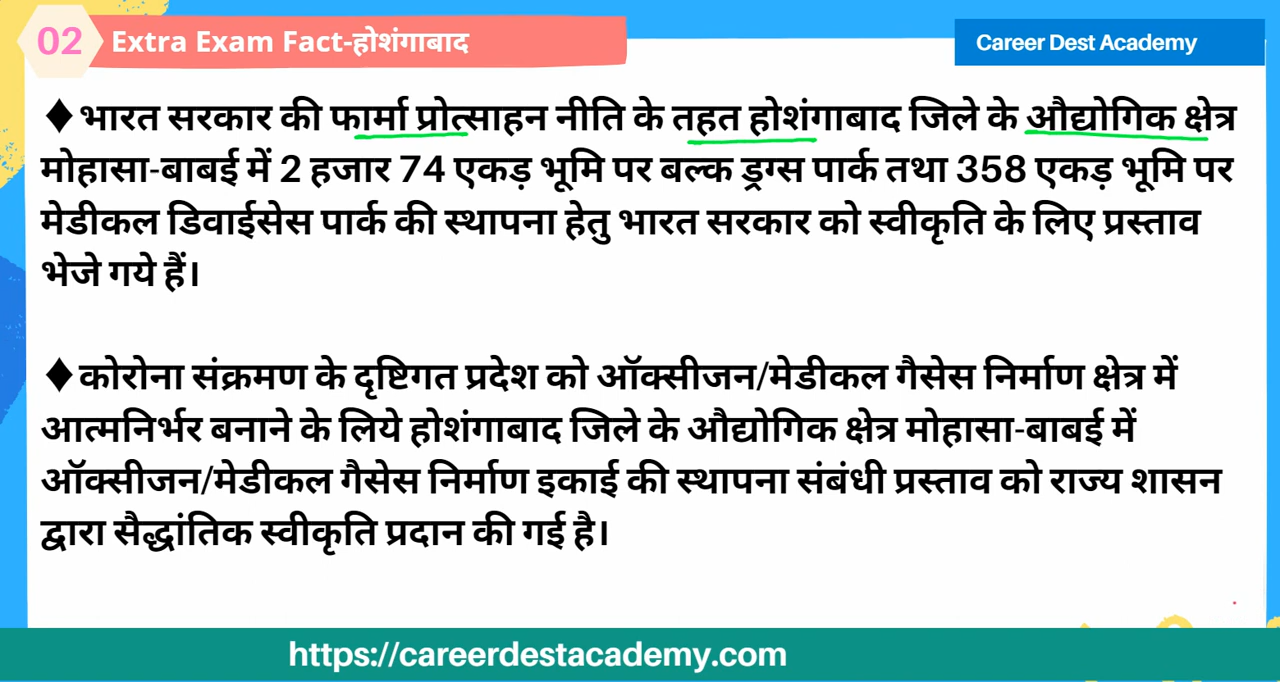 02 Extra Exam Fact-होशंगाबाद
Career Dest Academy
♦भारत सरकार की फार्मा प्रोत्साहन नीति के तहत होशंगाबाद जिले के औद्योगिक क्षेत्र
मोहासा-बाबई में 2 हजार 74 एकड़ भूमि पर बल्क ड्रग्स पार्क तथा 358 एकड़ भूमि पर
मेडीकल डिवाईसेस पार्क की स्थापना हेतु भारत सरकार को स्वीकृति के लिए प्रस्ताव
भेजे गये हैं।
♦कोरोना संक्रमण के दृष्टिगत प्रदेश को ऑक्सीजन/मेडीकल गैसेस निर्माण क्षेत्र में
आत्मनिर्भर बनाने के लिये होशंगाबाद जिले के औद्योगिक क्षेत्र मोहासा-बाबई में
ऑक्सीजन/मेडीकल गैसेस निर्माण इकाई की स्थापना संबंधी प्रस्ताव को राज्य शासन
द्वारा सैद्धांतिक स्वीकृति प्रदान की गई है।
https://careerdestacademy.com